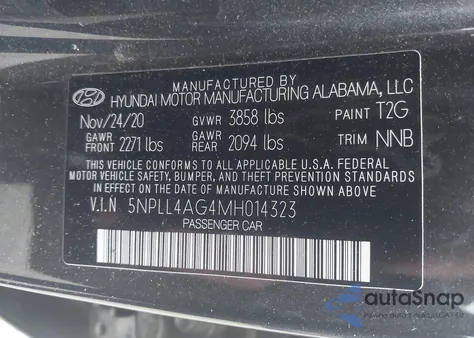 MANUFACTURED BY
HYUNDAI MOTOR MANUFACTURING ALABAMA, LLC
Nov/24/20 GVWR 3858 lbs PAINT T2G
GAWR FRONT 2271 lbs GAWR REAR 2094 lbs TRIM NNB
THIS VEHICLE CONFORMS TO ALL APPLICABLE U.S.A. FEDERAL
MOTOR VEHICLE SAFETY, BUMPER, AND THEFT PREVENTION STANDARDS
IN EFFECT ON THE DATE OF MANUFACTURE SHOWN ABOVE.
V.I.N 5NPLL4AG4MH014323
PASSENGER CAR
autoSnap